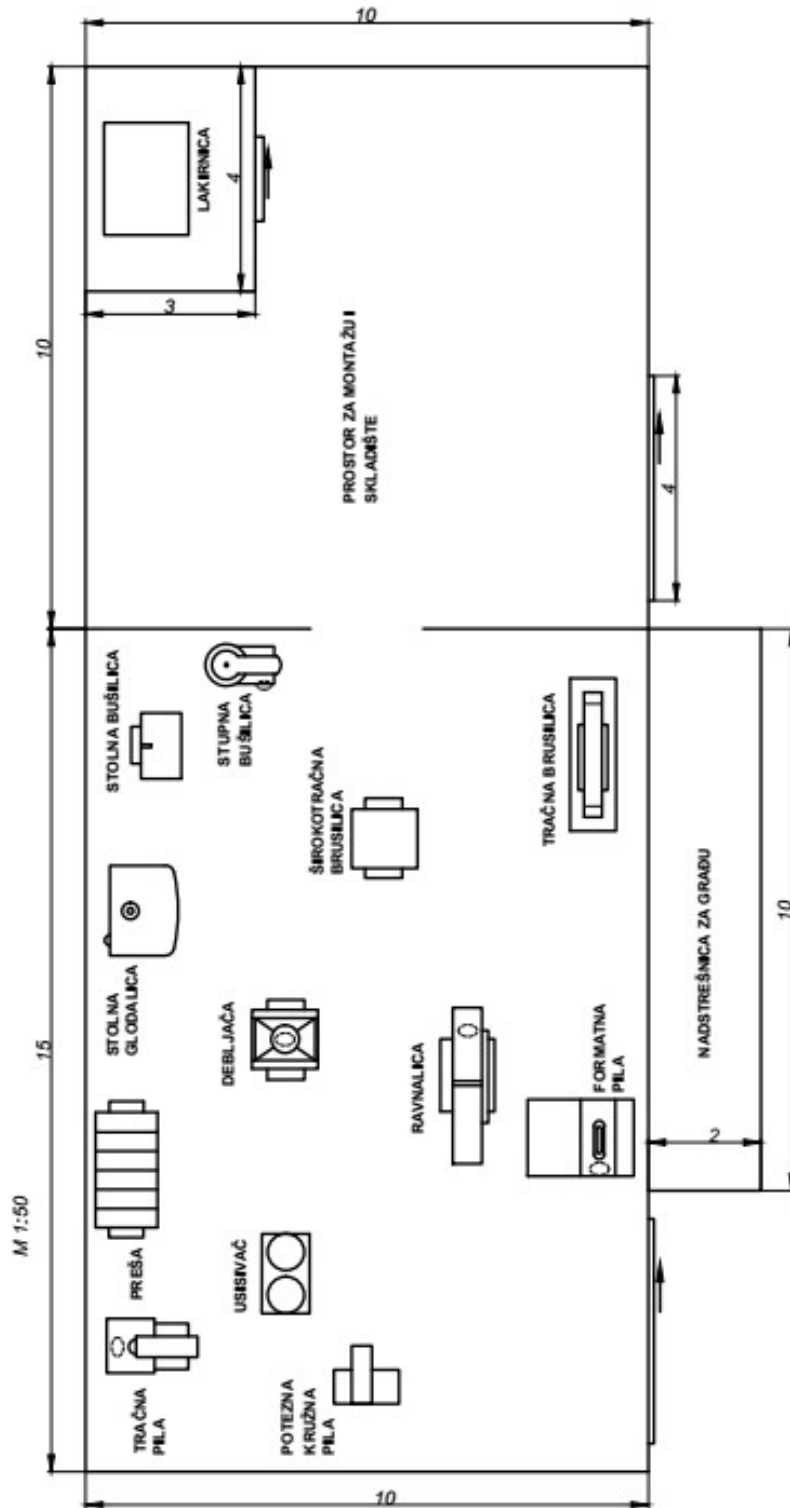 M 1:50
15
10
TRAČNA
PILA
PREŠA
STOLNA
GLODALICA
STOLNA BUŠILICA
3
LAKIRNICA
4
STUPNA
BUŠILICA
USISIVAČ
DEBLJAČA
POTEZNA
KRUŽNA
PILA
ŠIROKOTRAČNA
BRUSILICA
PROSTOR ZA MONTAŽU I
SKLADIŠTE
10
10
RAVNALICA
TRAČNA BRUSILICA
FORMATNA
PILA
4
2
NADSTREŠNICA ZA GRAĐU
10